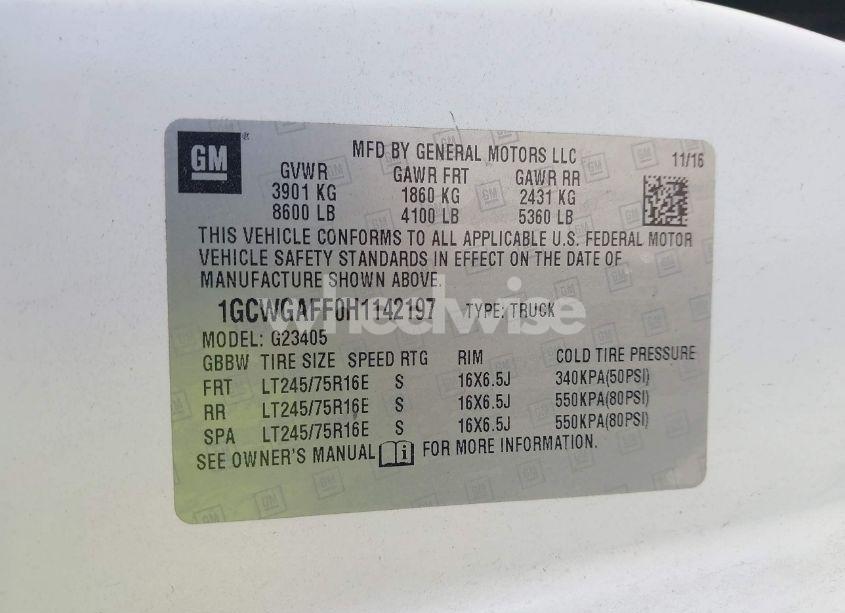 GM
MFD BY GENERAL MOTORS LLC 11/16
GVWR GAWR FRT GAWR RR
3901 KG 1860 KG 2431 KG
8600 LB 4100 LB 5360 LB
THIS VEHICLE CONFORMS TO ALL APPLICABLE U.S. FEDERAL MOTOR
VEHICLE SAFETY STANDARDS IN EFFECT ON THE DATE OF
MANUFACTURE SHOWN ABOVE.
1GCWGAFF0H1142197 TYPE: TRUCK
wheelwise
MODEL: G23405
GBBW TIRE SIZE SPEED RTG RIM COLD TIRE PRESSURE
FRT LT245/75R16E S 16X6.5J 340KPA(50PSI)
RR LT245/75R16E S 16X6.5J 550KPA(80PSI)
SPA LT245/75R16E S 16X6.5J 550KPA(80PSI)
SEE OWNER'S MANUAL i FOR MORE INFORMATION.